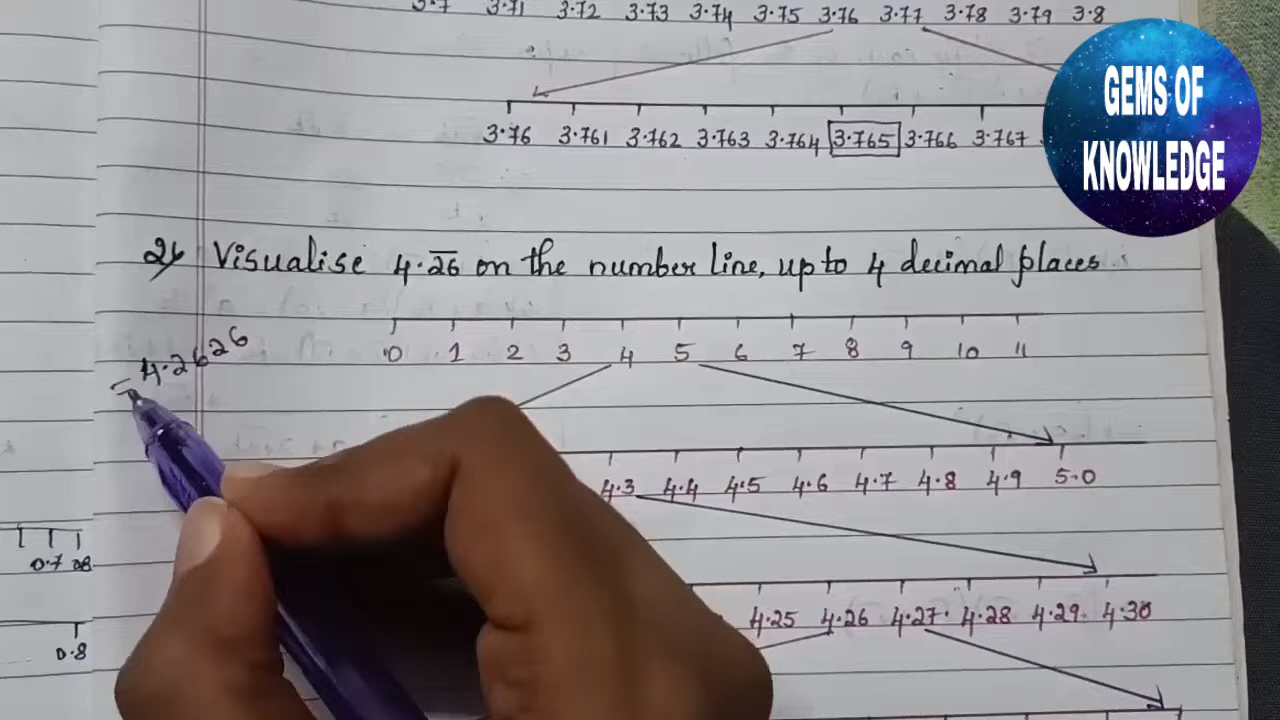 3.7 3.71 3.72 3.73 3.74 3.75 3.76 3.77 3.78 3.79 3.8
GEMS OF
KNOWLEDGE
3.76 3.761 3.762 3.763 3.764 3.765 3.766 3.767
2) Visualise 4.2̅6̅ on the number line, up to 4 decimal places.
= 4.2626
0 1 2 3 4 5 6 7 8 9 10 11
4.3 4.4 4.5 4.6 4.7 4.8 4.9 5.0
0.7 0.8
4.25 4.26 4.27 4.28 4.29 4.30
0.8